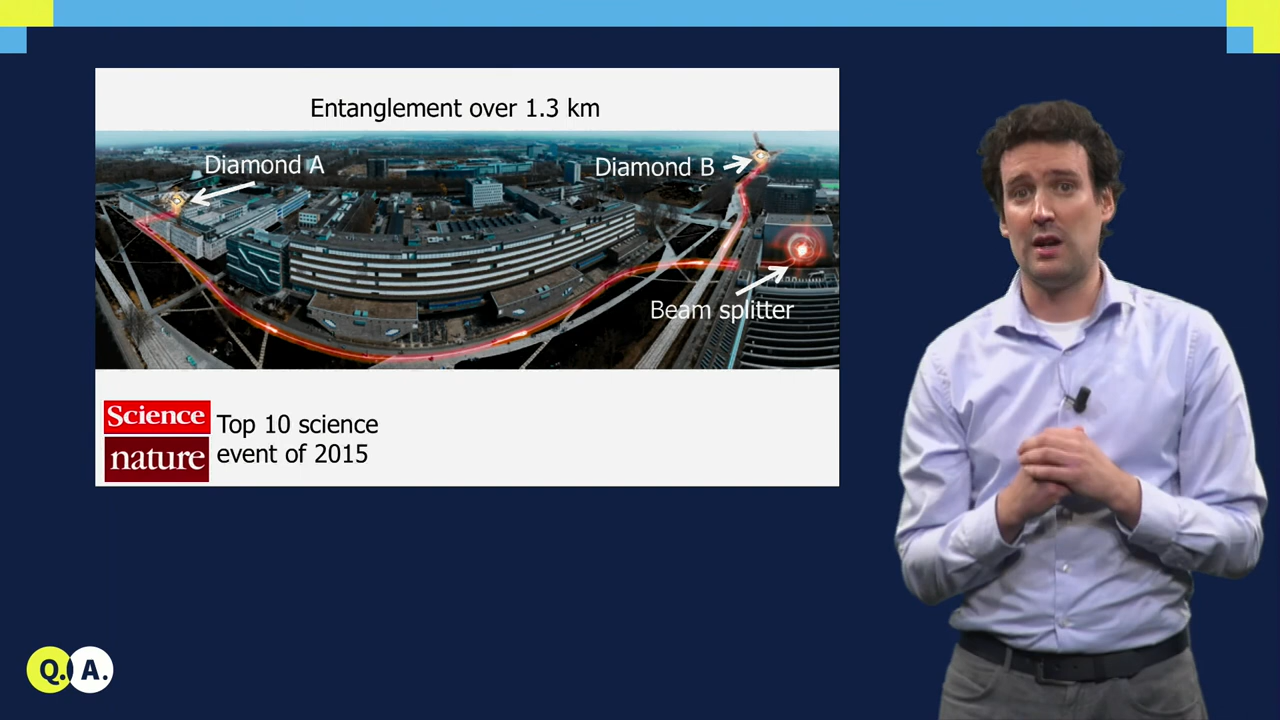 Entanglement over 1.3 km
Diamond A
Diamond B
Beam splitter
Science
nature
Top 10 science
event of 2015
Q. A.